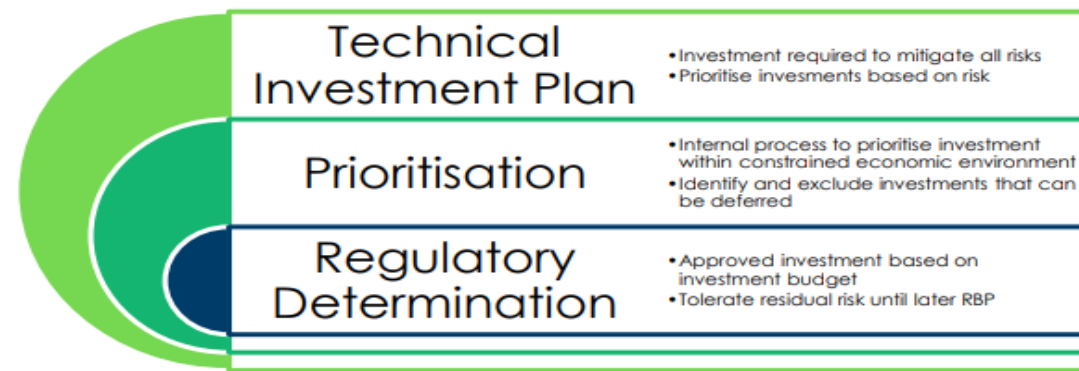 Technical
Investment Plan
•Investment required to mitigate all risks
•Prioritise invesments based on risk
Prioritisation
•Internal process to prioritise investment
within constrained economic environment
•Identify and exclude investments that can
be deferred
Regulatory
Determination
•Approved investment based on
investment budget
•Tolerate residual risk until later RBP